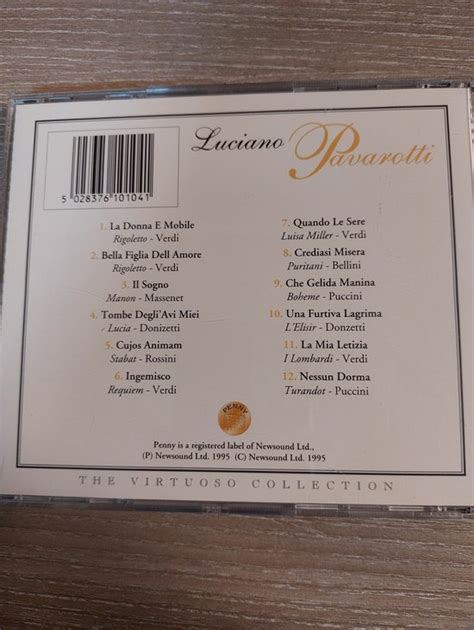 Luciano Pavarotti
5 028376 101041
1. La Donna E Mobile
Rigoletto - Verdi
2. Bella Figlia Dell Amore
Rigoletto - Verdi
3. Il Sogno
Manon - Massenet
4. Tombe Degli'Avi Miei
Lucia - Donizetti
5. Cujos Animam
Stabat - Rossini
6. Ingemisco
Requiem - Verdi
7. Quando Le Sere
Luisa Miller - Verdi
8. Crediasi Misera
Puritani - Bellini
9. Che Gelida Manina
Boheme - Puccini
10. Una Furtiva Lagrima
L'Elisir - Donzetti
11. La Mia Letizia
I Lombardi - Verdi
12. Nessun Dorma
Turandot - Puccini
PENNY
Penny is a registered label of Newsound Ltd.,
(P) Newsound Ltd. 1995 (C) Newsound Ltd. 1995
THE VIRTUOSO COLLECTION